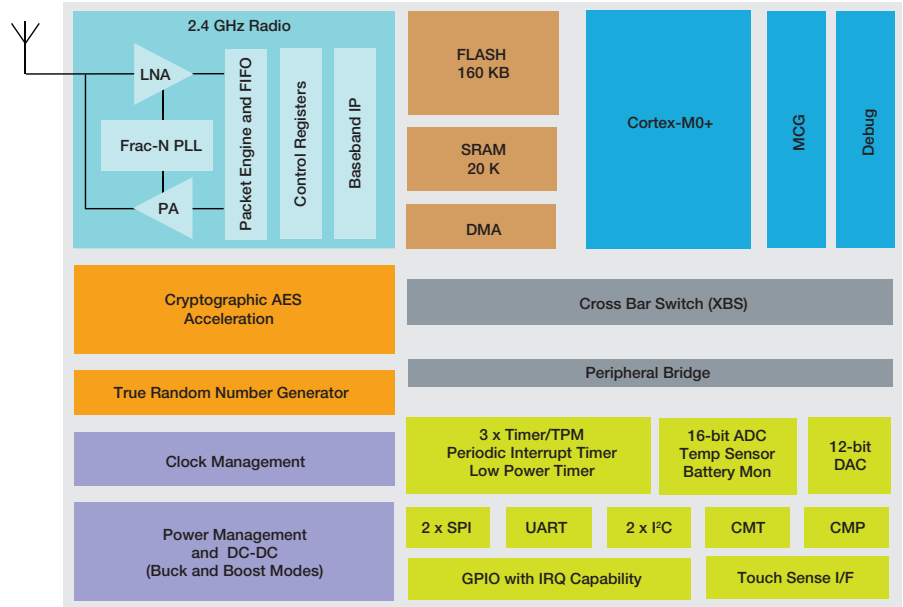 2.4 GHz Radio
LNA
Frac-N PLL
PA
Packet Engine and FIFO
Control Registers
Baseband IP
FLASH
160 KB
SRAM
20 K
DMA
Cortex-M0+
MCG
Debug
Cryptographic AES
Acceleration
Cross Bar Switch (XBS)
True Random Number Generator
Peripheral Bridge
Clock Management
3 x Timer/TPM
Periodic Interrupt Timer
Low Power Timer
16-bit ADC
Temp Sensor
Battery Mon
12-bit
DAC
Power Management
and DC-DC
(Buck and Boost Modes)
2 x SPI
UART
2 x I²C
CMT
CMP
GPIO with IRQ Capability
Touch Sense I/F